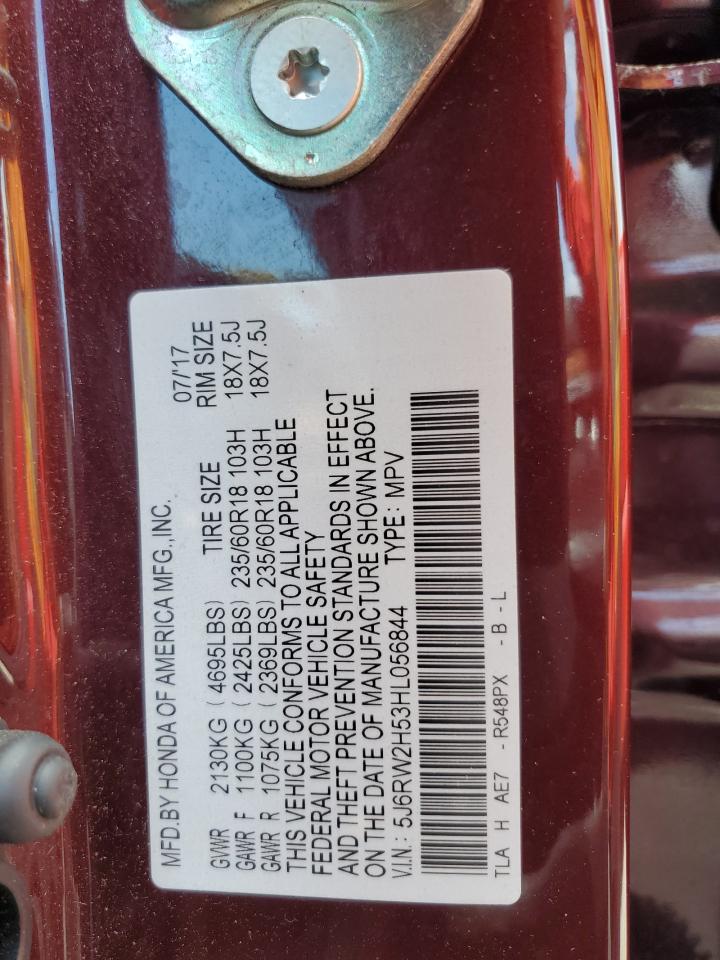 MFD.BY HONDA OF AMERICA MFG.,INC. 07/'17
TIRE SIZE RIM SIZE
GVWR 2130KG ( 4695LBS)
GAWR F 1100KG ( 2425LBS) 235/60R18 103H 18X7.5J
GAWR R 1075KG ( 2369LBS) 235/60R18 103H 18X7.5J
THIS VEHICLE CONFORMS TO ALL APPLICABLE
FEDERAL MOTOR VEHICLE SAFETY
AND THEFT PREVENTION STANDARDS IN EFFECT
ON THE DATE OF MANUFACTURE SHOWN ABOVE.
V.I.N.: 5J6RW2H53HL056844 TYPE: MPV
TLA H AE7 -R548PX -B-L